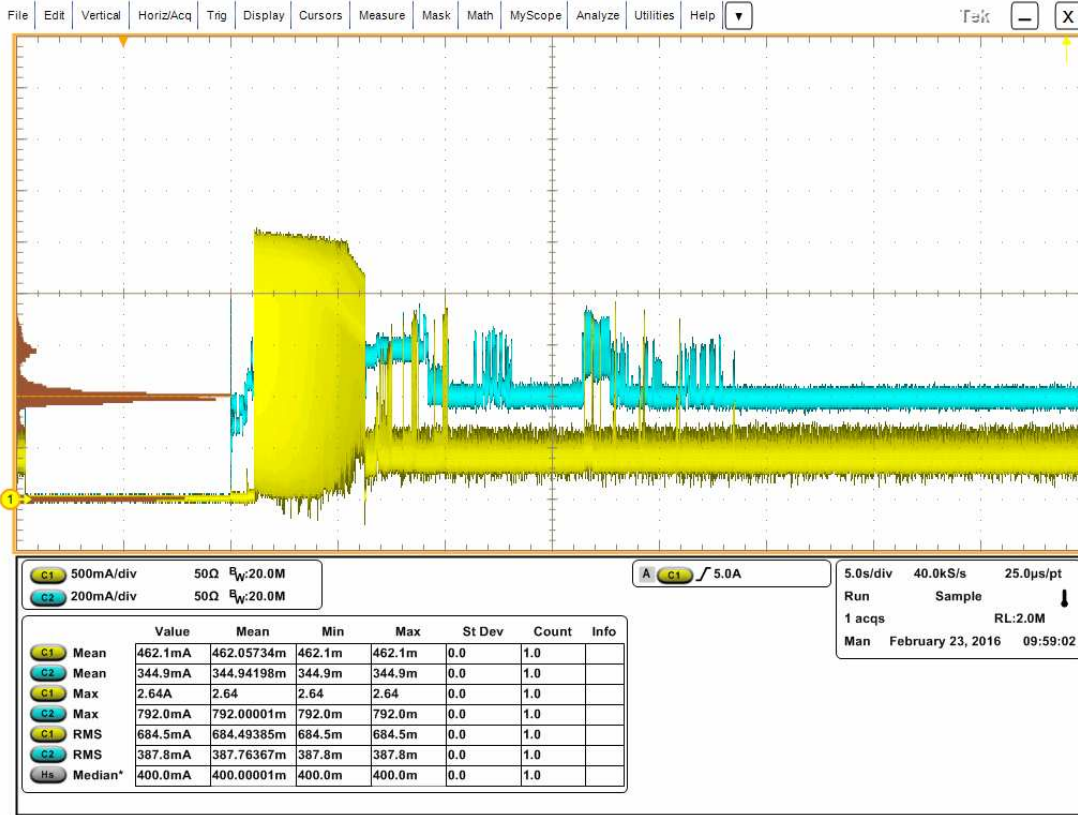 File Edit Vertical Horiz/Acq Trig Display Cursors Measure Mask Math MyScope Analyze Utilities Help Tek X
1
C1 500mA/div 50Ω BW:20.0M
C2 200mA/div 50Ω BW:20.0M
A C1 5.0A
5.0s/div 40.0kS/s 25.0µs/pt
Run Sample
1 acqs RL:2.0M
Man February 23, 2016 09:59:02
Value Mean Min Max St Dev Count Info
C1 Mean 462.1mA 462.05734m 462.1m 462.1m 0.0 1.0
C2 Mean 344.9mA 344.94198m 344.9m 344.9m 0.0 1.0
C1 Max 2.64A 2.64 2.64 2.64 0.0 1.0
C2 Max 792.0mA 792.00001m 792.0m 792.0m 0.0 1.0
C1 RMS 684.5mA 684.49385m 684.5m 684.5m 0.0 1.0
C2 RMS 387.8mA 387.76367m 387.8m 387.8m 0.0 1.0
Hs Median* 400.0mA 400.00001m 400.0m 400.0m 0.0 1.0